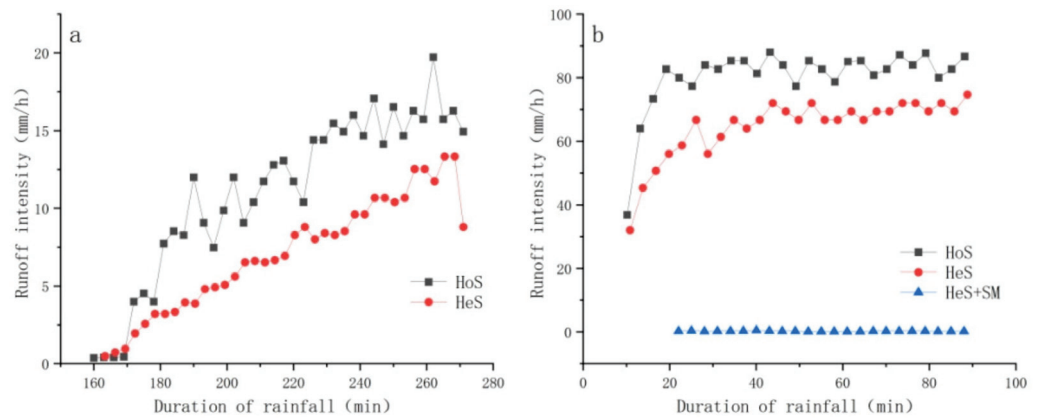 a
20
15
10
5
0
Runoff intensity (mm/h)
HoS
HeS
160 180 200 220 240 260 280
Duration of rainfall (min)
b
100
80
60
40
20
0
Runoff intensity (mm/h)
HoS
HeS
HeS+SM
0 20 40 60 80 100
Duration of rainfall (min)